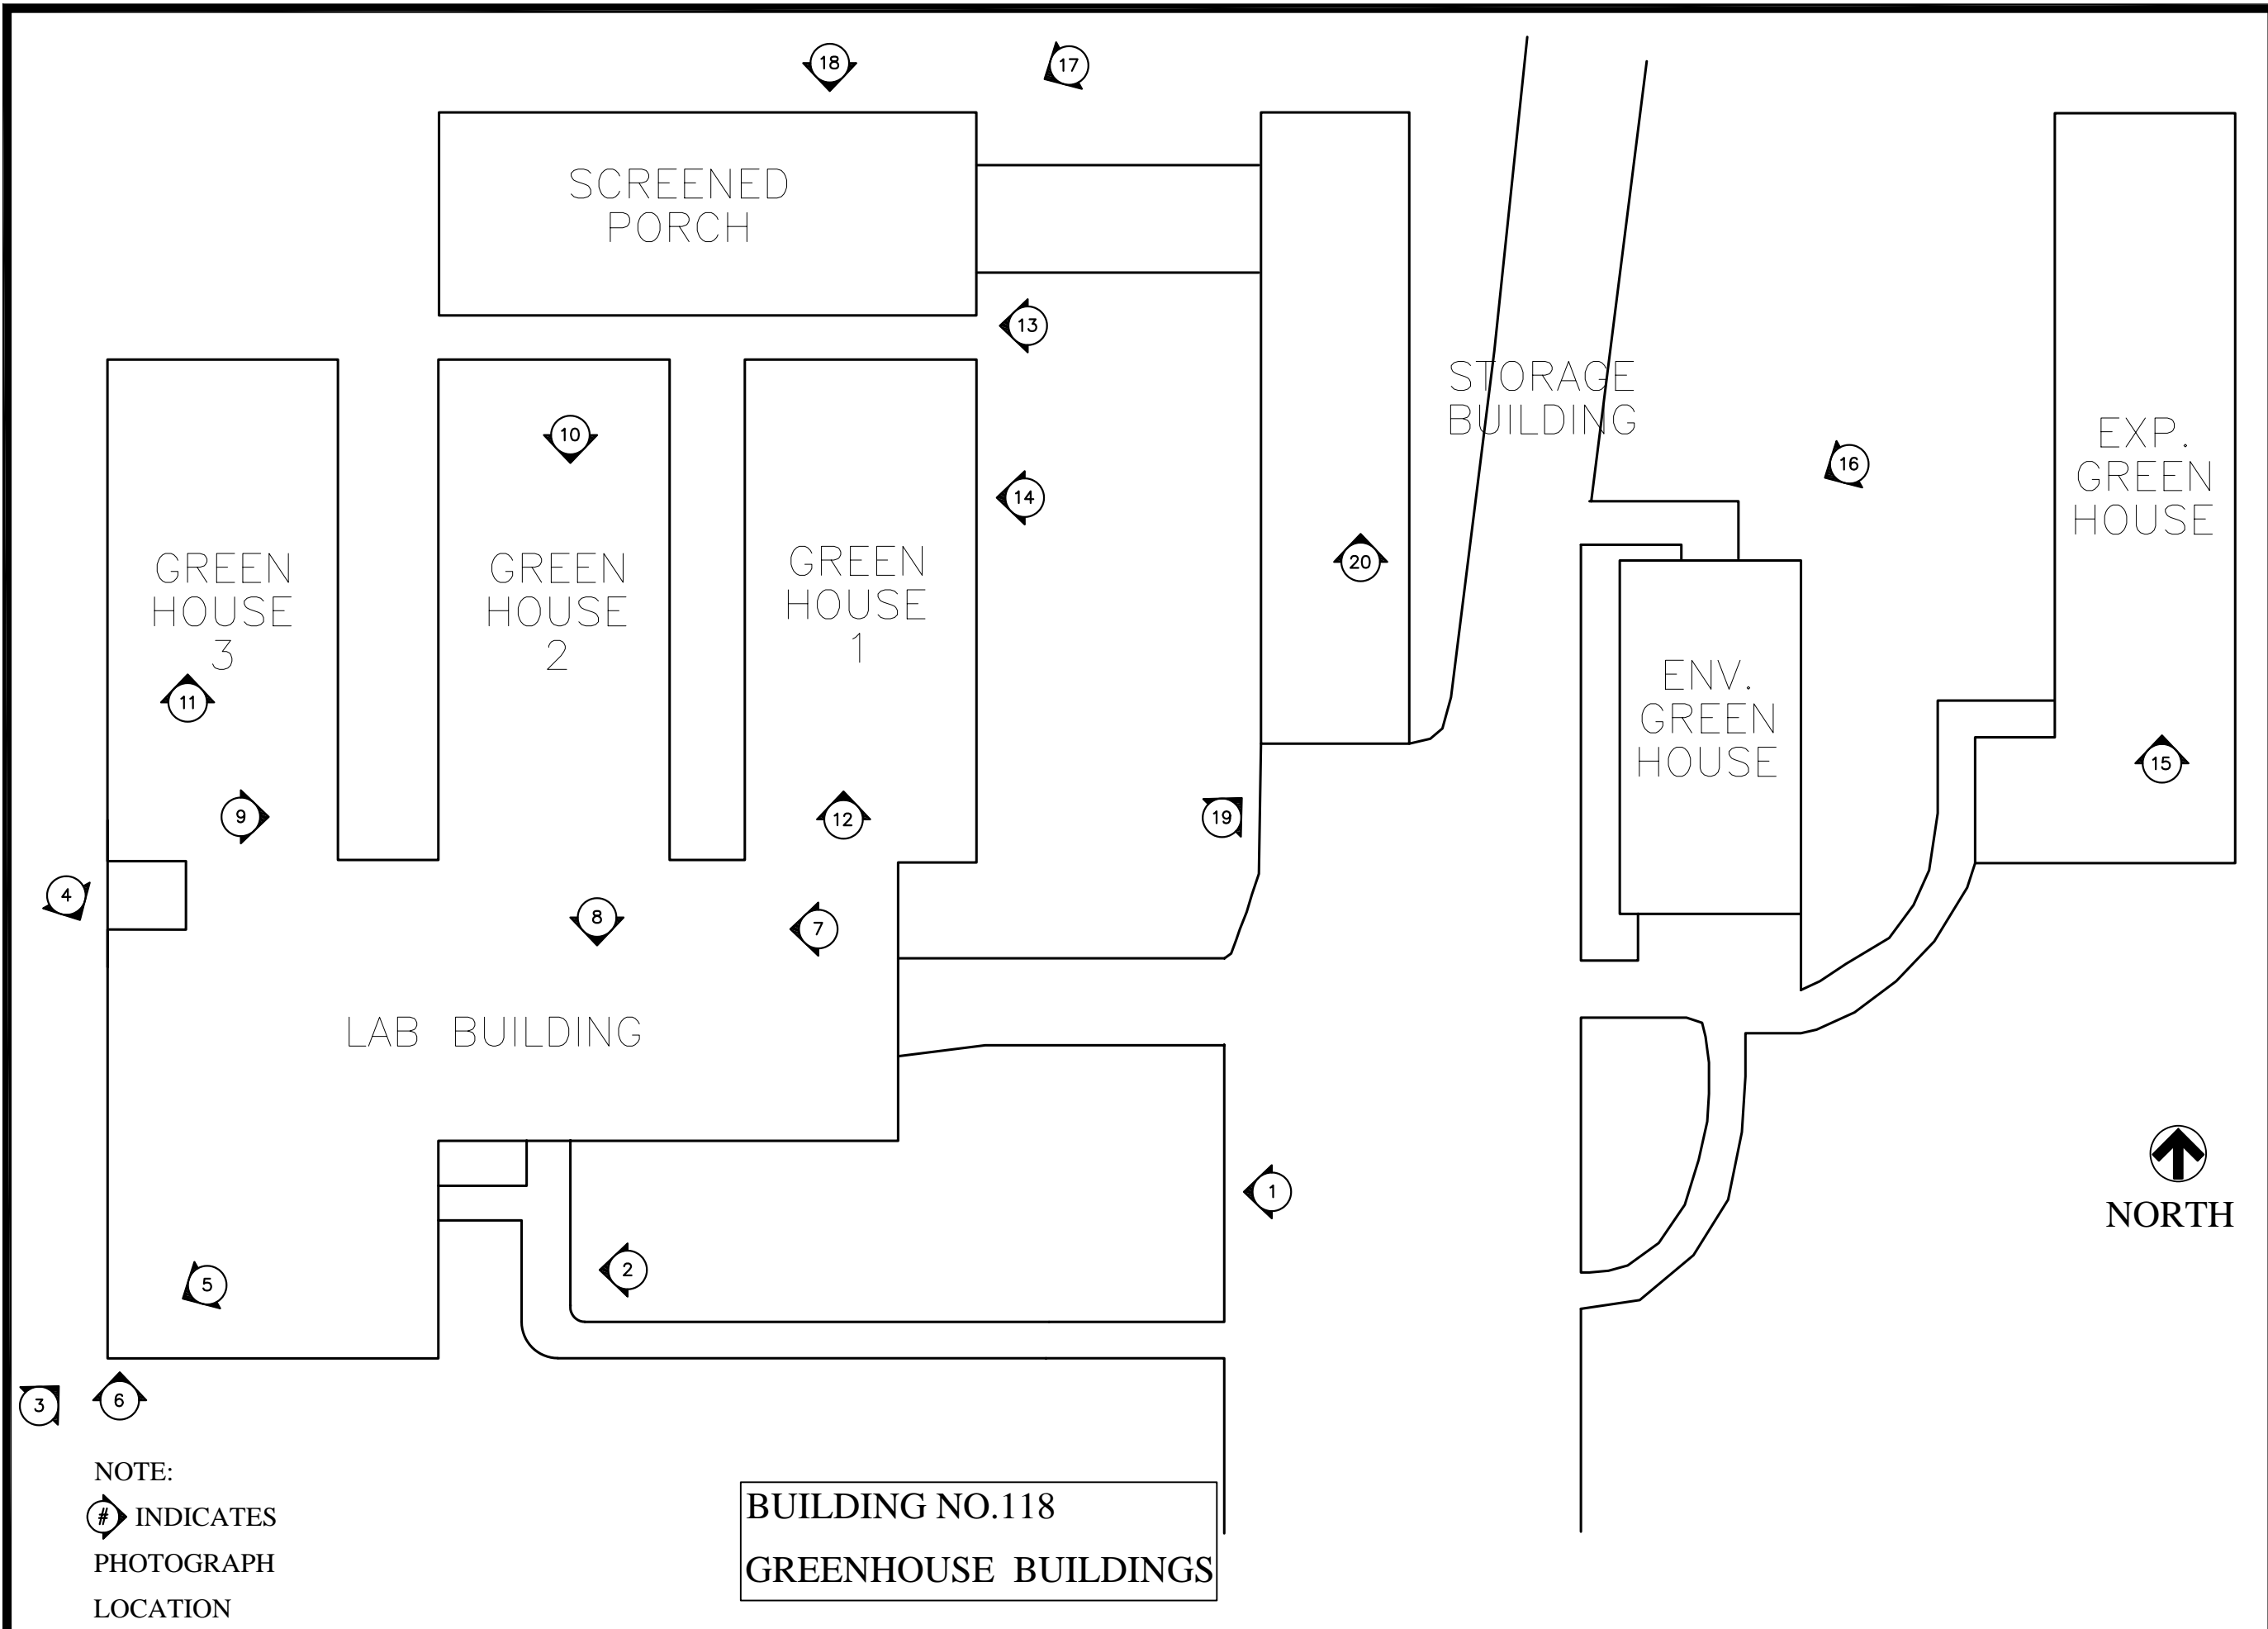 18
17
SCREENED
PORCH
13
STORAGE
BUILDING
10
14
16
EXP.
GREEN
HOUSE
GREEN
HOUSE
3
GREEN
HOUSE
2
GREEN
HOUSE
1
20
ENV.
GREEN
HOUSE
11
15
9
12
19
4
8
7
LAB BUILDING
1
NORTH
2
5
3
6
NOTE:
# INDICATES
PHOTOGRAPH
LOCATION
BUILDING NO.118
GREENHOUSE BUILDINGS